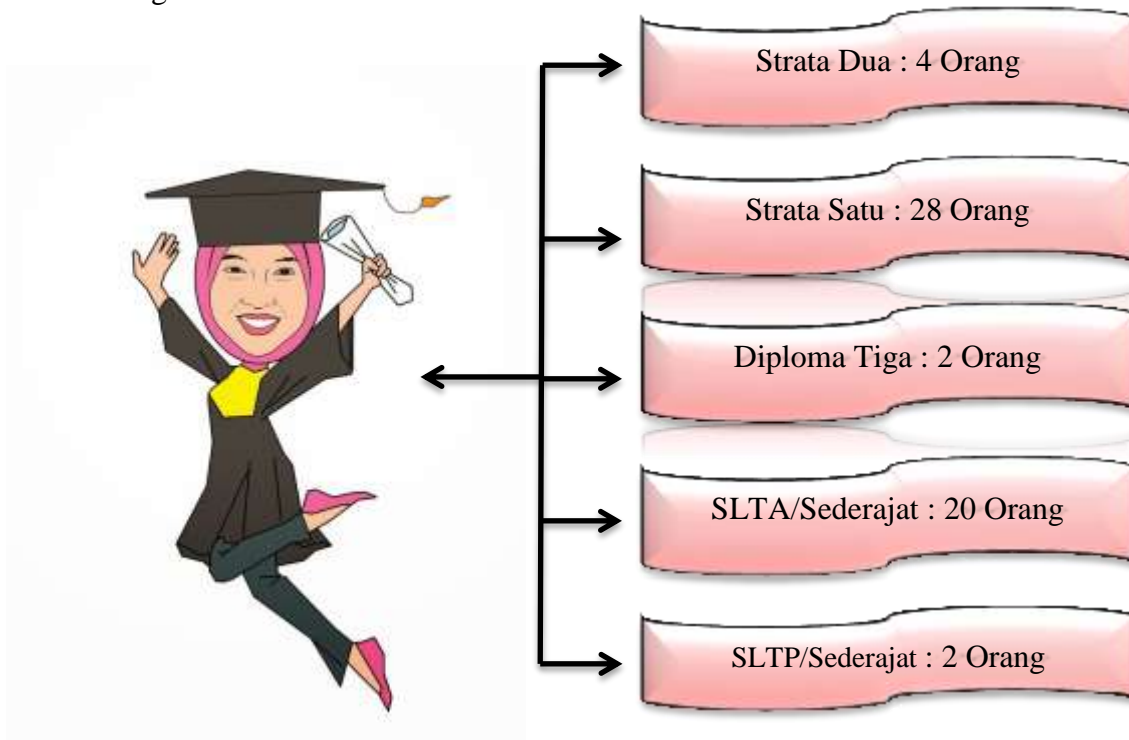 Strata Dua : 4 Orang
Strata Satu : 28 Orang
Diploma Tiga : 2 Orang
SLTA/Sederajat : 20 Orang
SLTP/Sederajat : 2 Orang